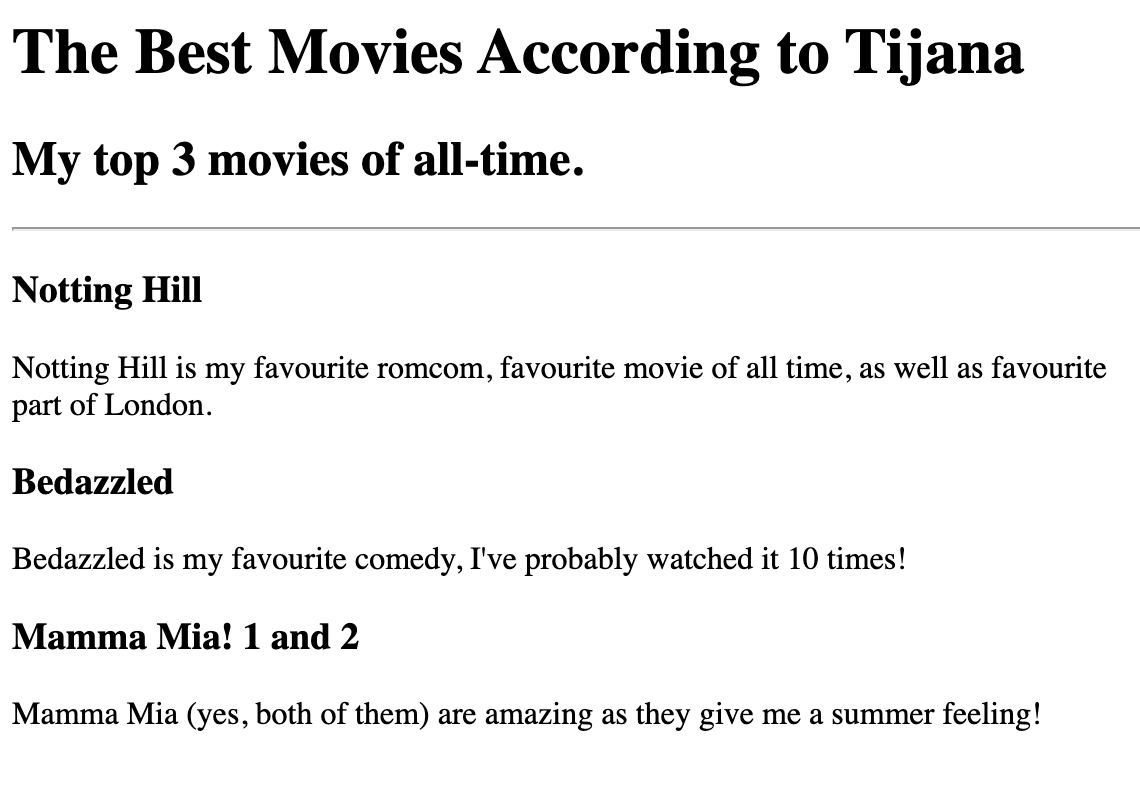 The Best Movies According to Tijana
My top 3 movies of all-time.
Notting Hill
Notting Hill is my favourite romcom, favourite movie of all time, as well as favourite
part of London.
Bedazzled
Bedazzled is my favourite comedy, I've probably watched it 10 times!
Mamma Mia! 1 and 2
Mamma Mia (yes, both of them) are amazing as they give me a summer feeling!